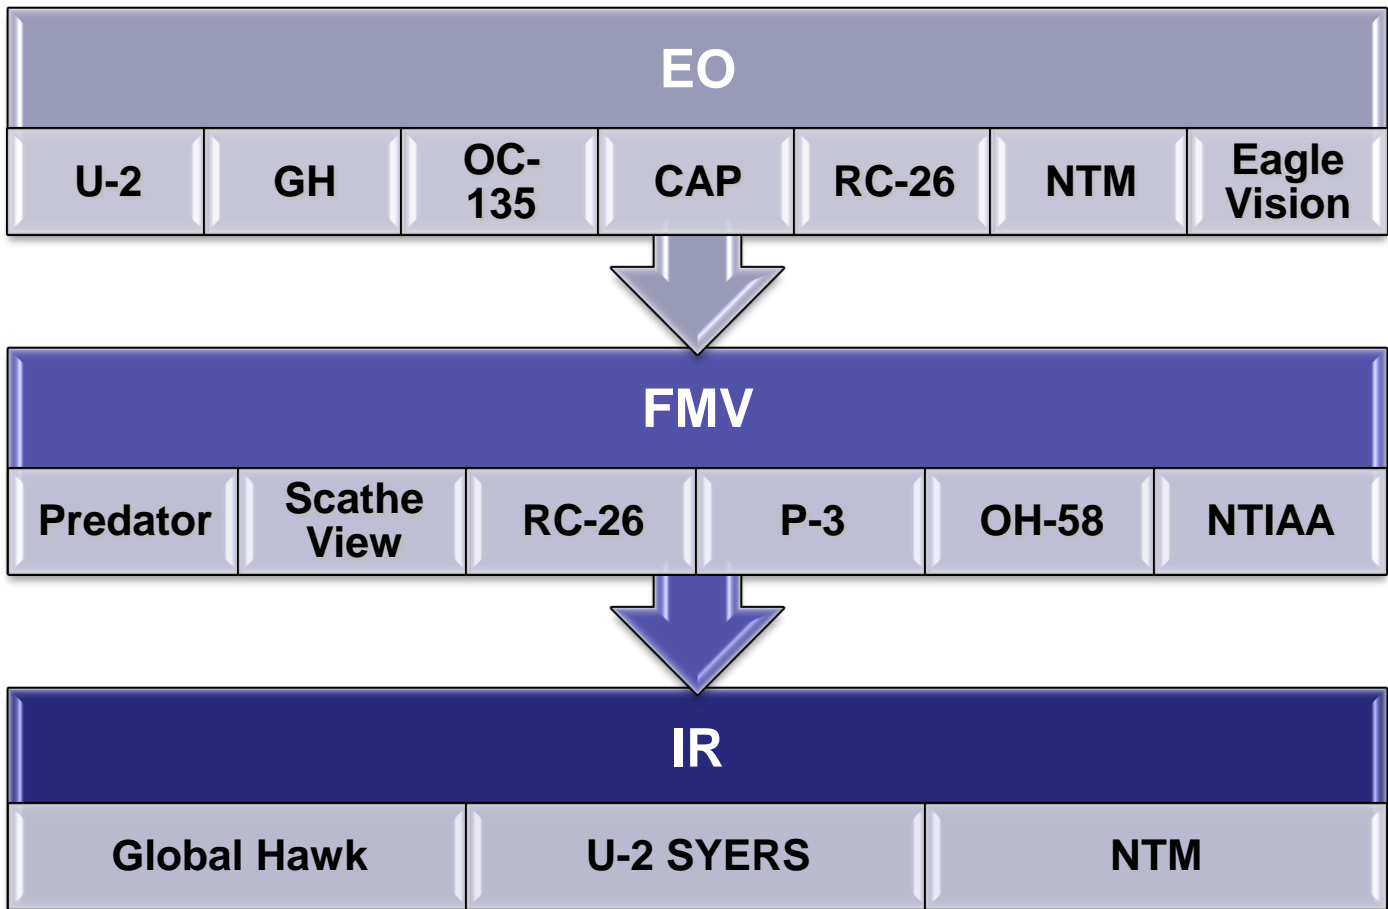 EO
U-2
GH
OC-
135
CAP
RC-26
NTM
Eagle
Vision
FMV
Predator
Scathe
View
RC-26
P-3
OH-58
NTIAA
IR
Global Hawk
U-2 SYERS
NTM